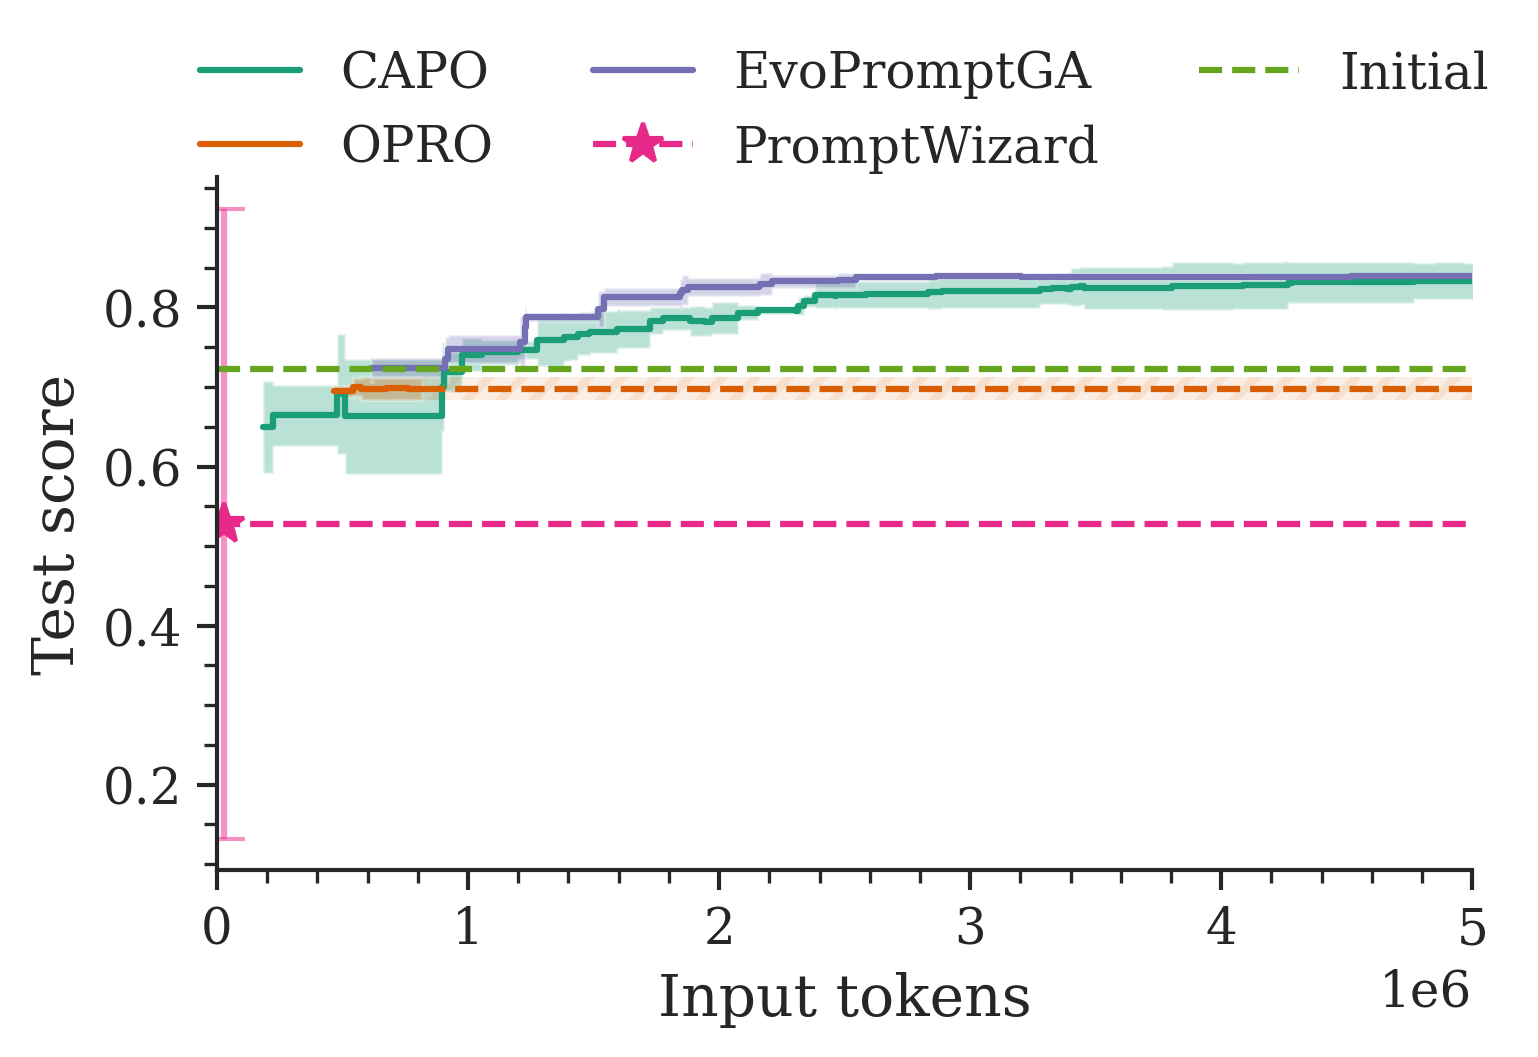 CAPO
EvoPromptGA
Initial
OPRO
PromptWizard
Test score
0.8
0.6
0.4
0.2
0 1 2 3 4 5
Input tokens
1e6